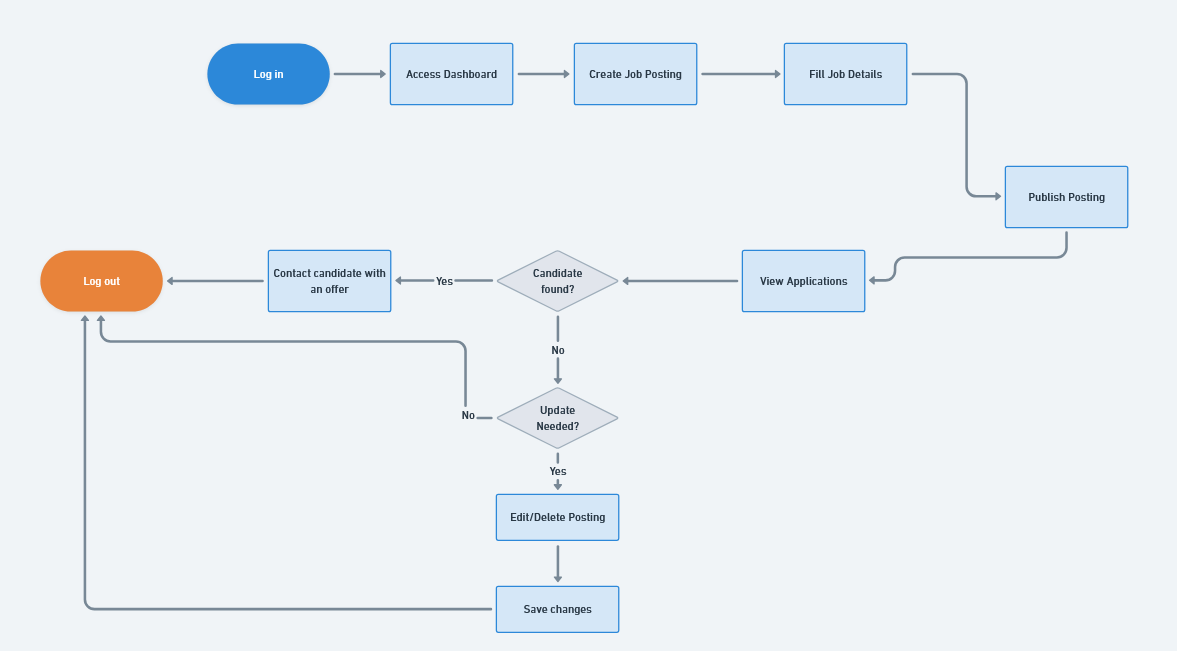 Log in
Access Dashboard
Create Job Posting
Fill Job Details
Publish Posting
View Applications
Candidate
found?
Yes
Contact candidate with
an offer
Log out
No
Update
Needed?
No
Yes
Edit/Delete Posting
Save changes